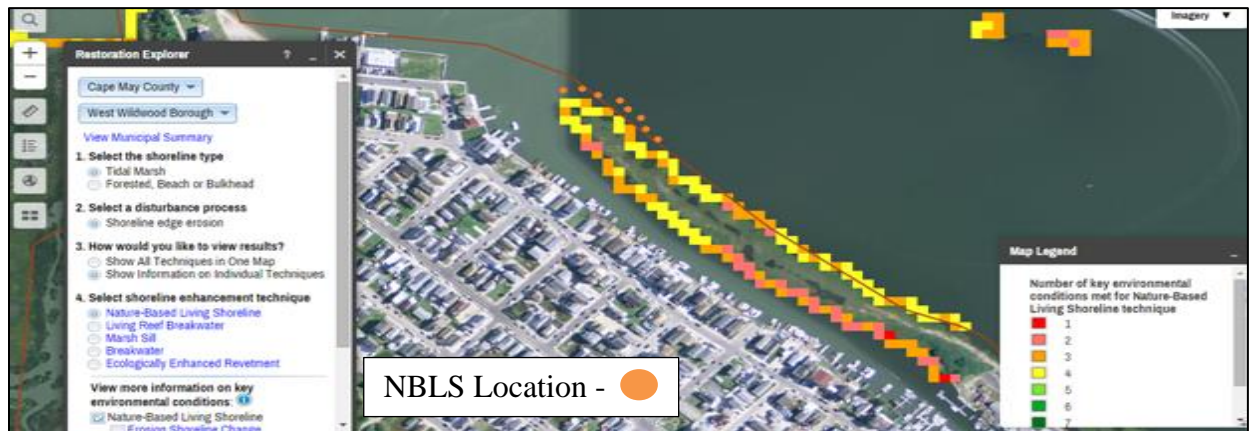 Imagery ▼
Restoration Explorer ? _ ×
Cape May County
West Wildwood Borough
View Municipal Summary
1. Select the shoreline type
Tidal Marsh
Forested, Beach or Bulkhead
2. Select a disturbance process
Shoreline edge erosion
3. How would you like to view results?
Show All Techniques in One Map
Show Information on Individual Techniques
4. Select shoreline enhancement technique
Nature-Based Living Shoreline
Living Reef Breakwater
Marsh Sill
Breakwater
Ecologically Enhanced Revetment
View more information on key
environmental conditions:
Nature-Based Living Shoreline
Erosion Shoreline Change
NBLS Location -
Map Legend
Number of key environmental
conditions met for Nature-Based
Living Shoreline technique
1
2
3
4
5
6
7